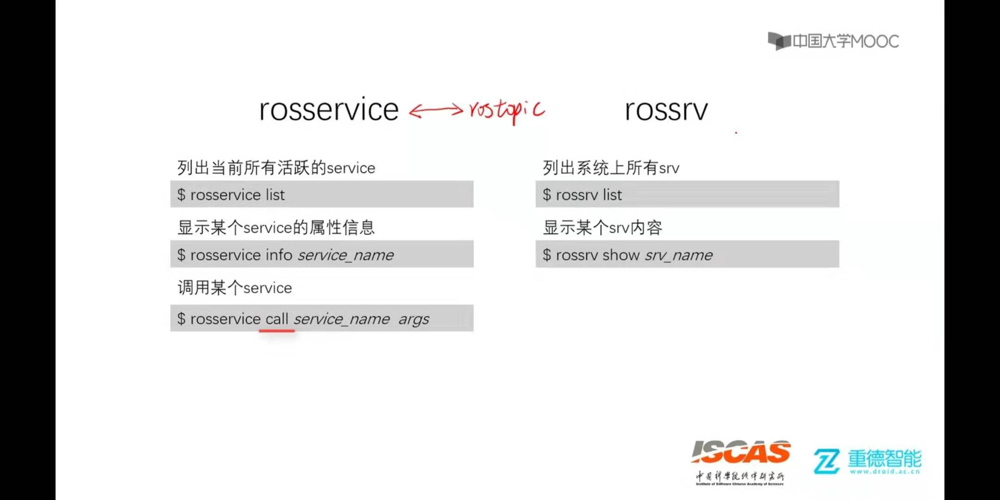 中国大学MOOC
rosservice ⟷ rostopic
rossrv
列出当前所有活跃的service
$ rosservice list
显示某个service的属性信息
$ rosservice info service_name
调用某个service
$ rosservice call service_name args
列出系统上所有srv
$ rossrv list
显示某个srv内容
$ rossrv show srv_name
ISCAS
中国科学院软件研究所
Institute of Software Chinese Academy of Sciences
重德智能
www.droid.ac.cn